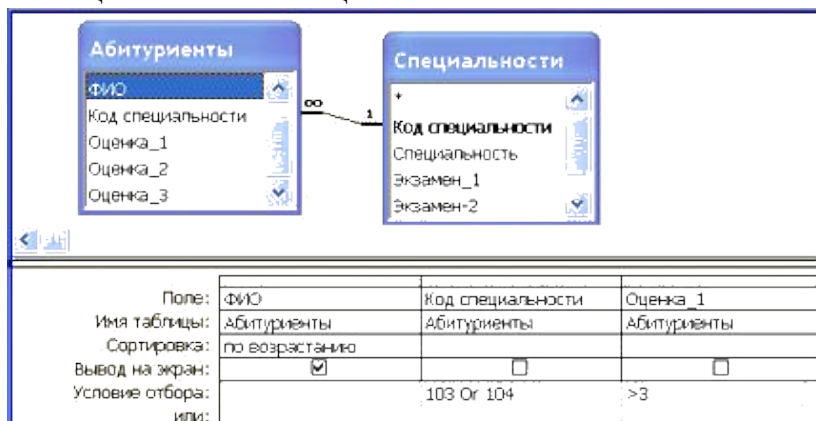 Абитуриенты
ФИО
Код специальности
Оценка_1
Оценка_2
Оценка_3
∞ 1
Специальности
*
Код специальности
Специальность
Экзамен_1
Экзамен-2
Поле: ФИО Код специальности Оценка_1
Имя таблицы: Абитуриенты Абитуриенты Абитуриенты
Сортировка: по возрастанию
Вывод на экран:
Условие отбора: 103 Or 104 >3
или: